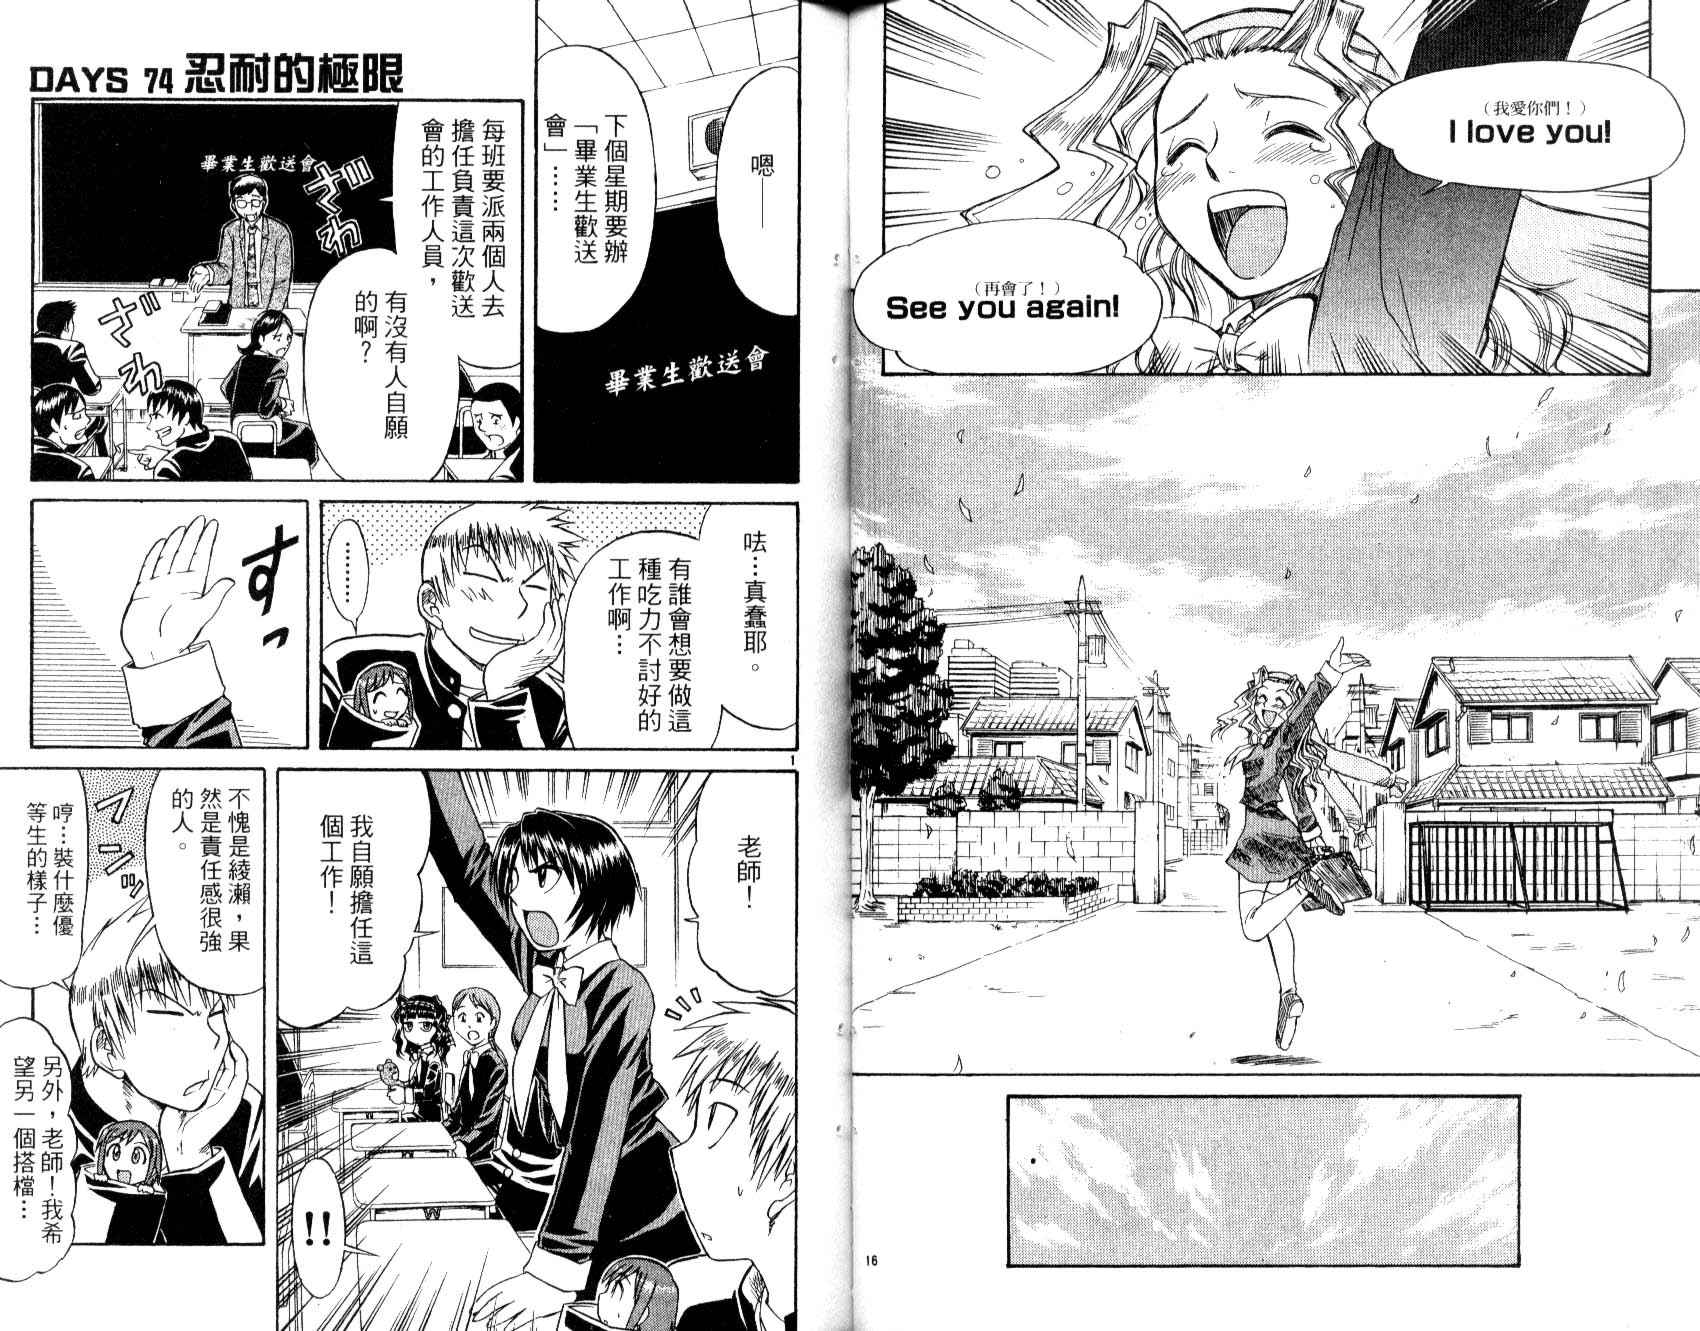 I love you!
（我愛你們！）
See you again!
（再會了！）
16
DAYS 74 忍耐的極限
嗯——
下個星期要辦
「畢業生歡送
會」……
畢業生歡送會
每班要派兩個人去
擔任負責這次歡送
會的工作人員，
有沒有人自願
的啊？
畢業生歡送會
ざわ
ざわ
呿…真蠢耶。
有誰會想要做這
種吃力不討好的
工作啊…
………
すっ
1
老師！
我自願擔任這
個工作！
!!
不愧是綾瀨，果
然是責任感很強
的人。
フンッ
哼…裝什麼優
等生的樣子…
另外，老師！我希
望另一個搭檔…